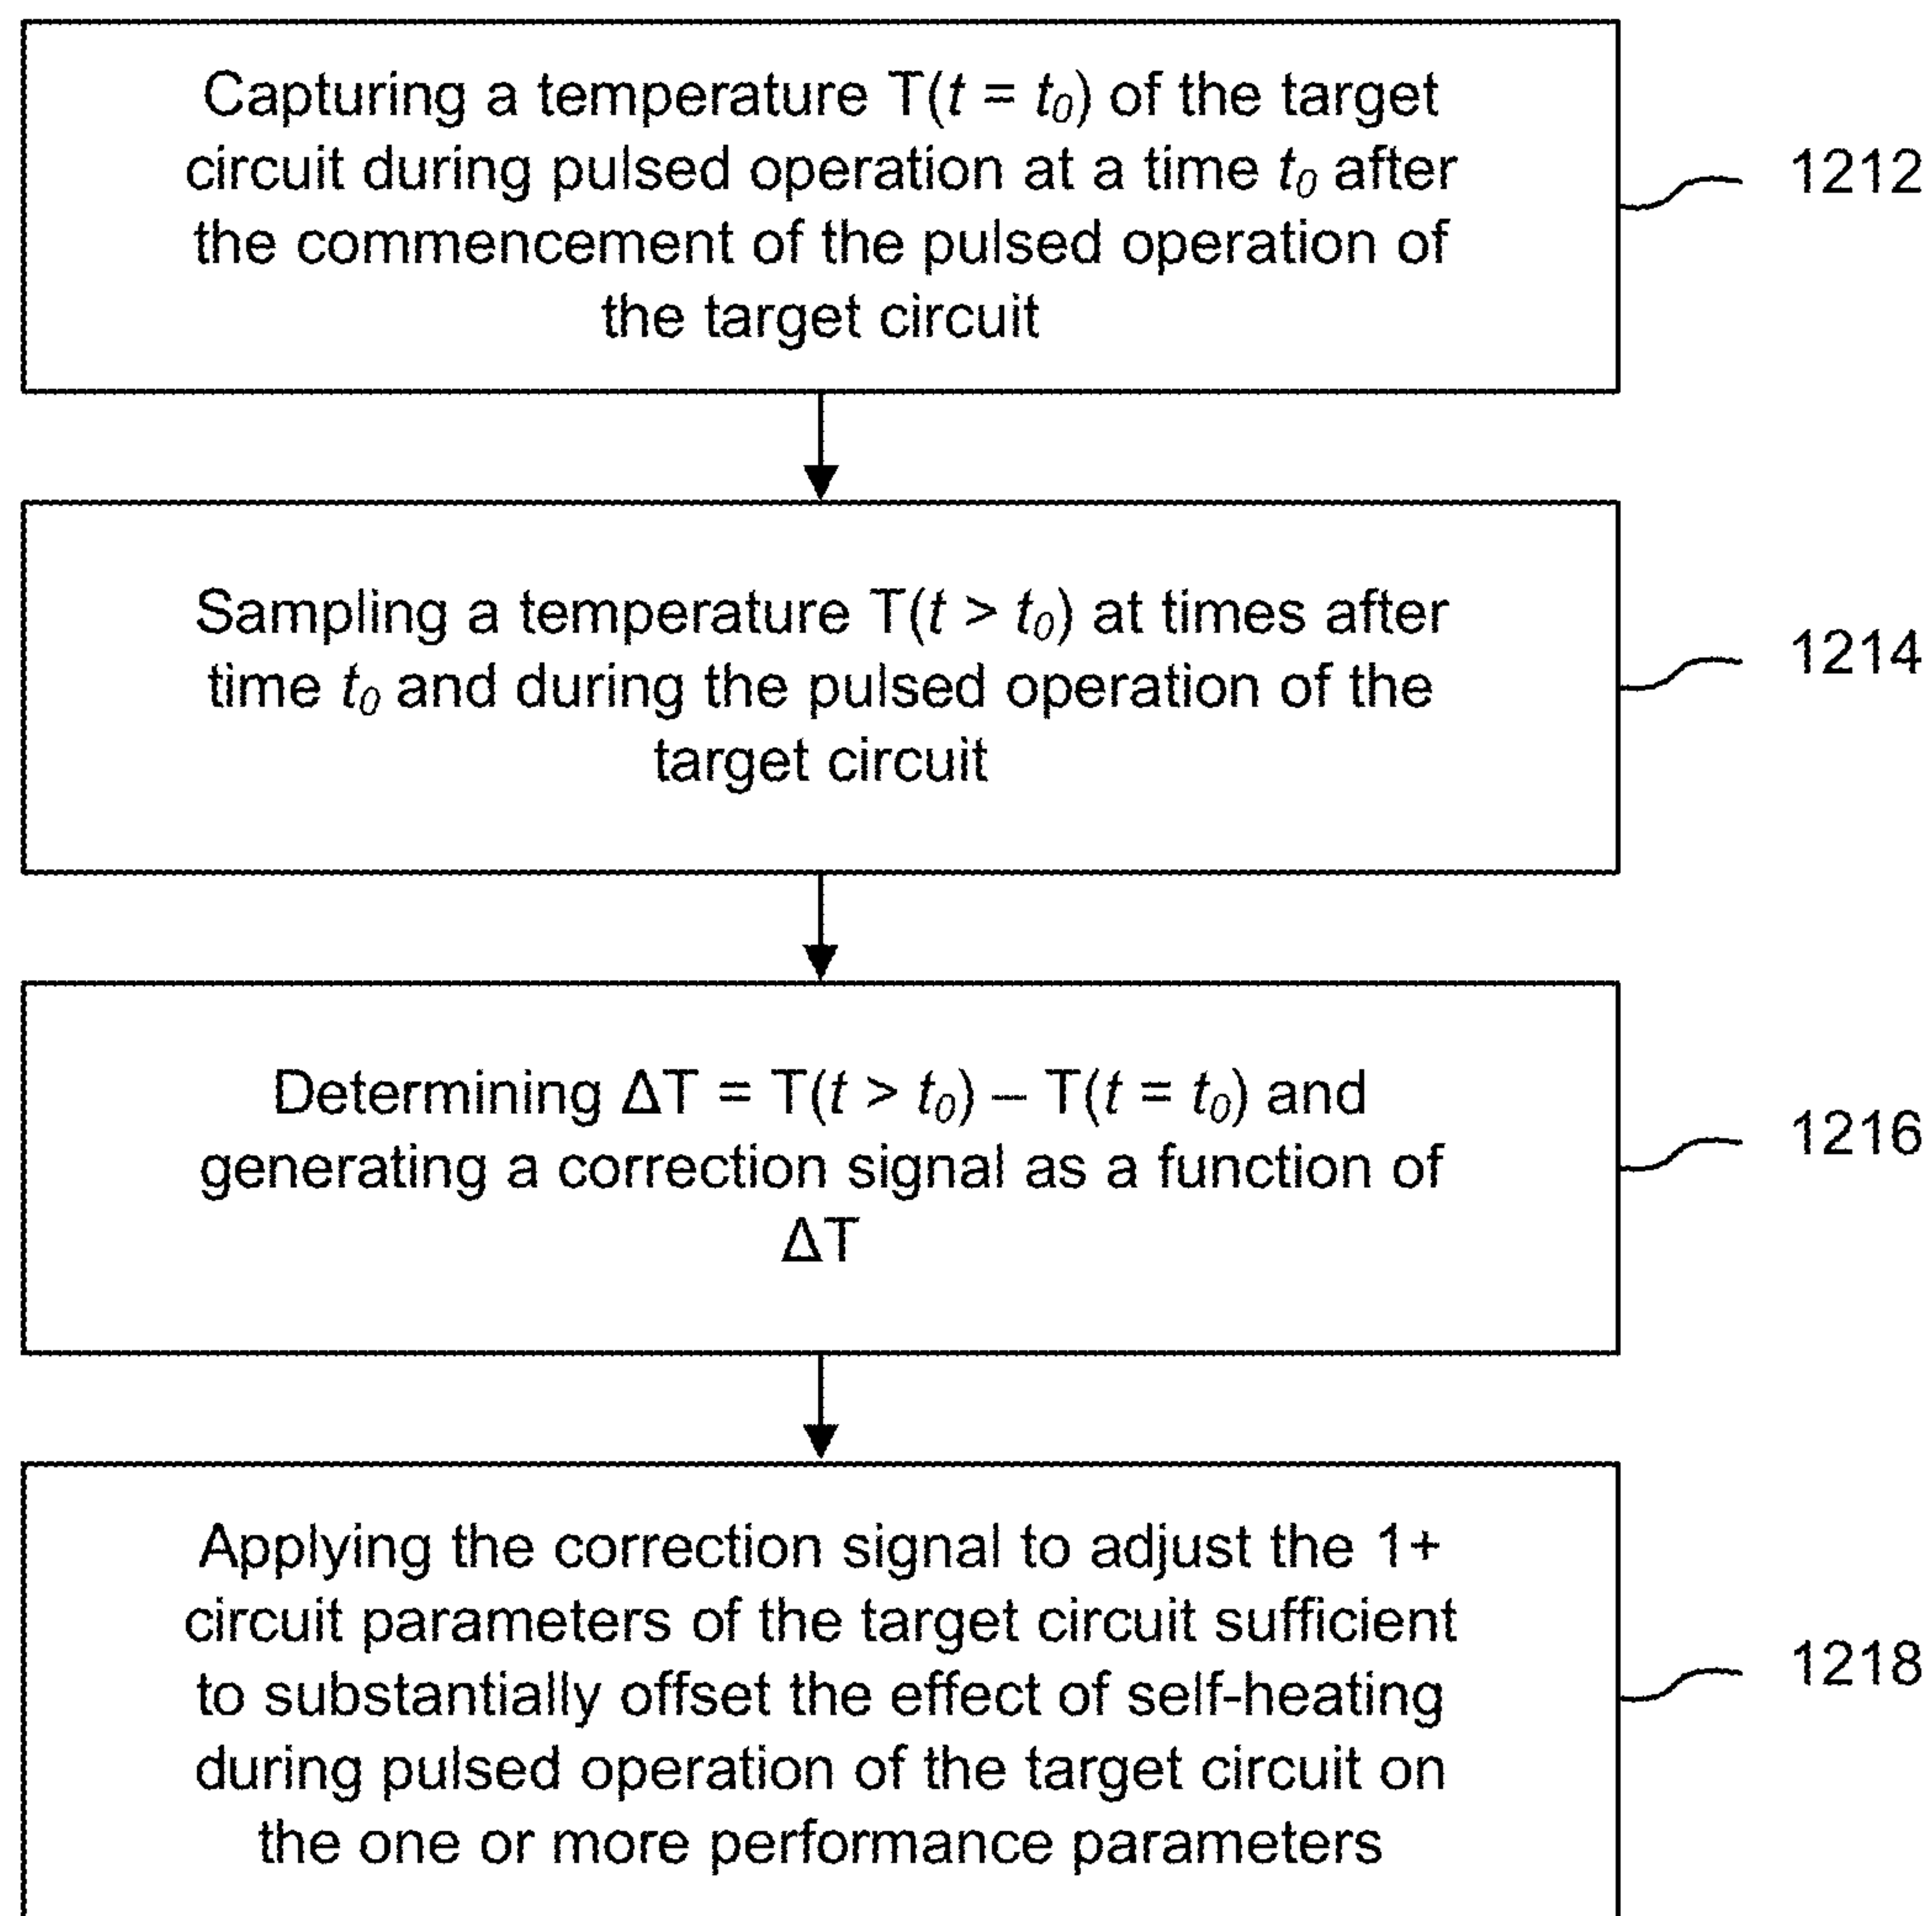 Capturing a temperature T(t = t₀) of the target
circuit during pulsed operation at a time t₀ after
the commencement of the pulsed operation of
the target circuit
1212
Sampling a temperature T(t > t₀) at times after
time t₀ and during the pulsed operation of the
target circuit
1214
Determining ΔT = T(t > t₀) – T(t = t₀) and
generating a correction signal as a function of
ΔT
1216
Applying the correction signal to adjust the 1+
circuit parameters of the target circuit sufficient
to substantially offset the effect of self-heating
during pulsed operation of the target circuit on
the one or more performance parameters
1218